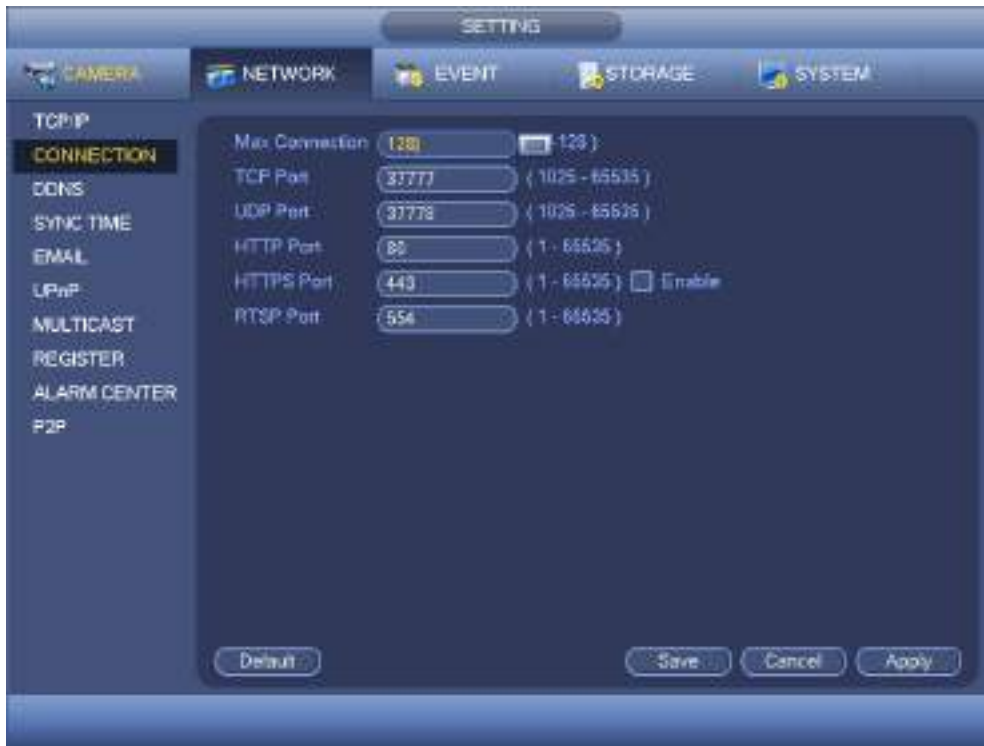 SETTING
CAMERA NETWORK EVENT STORAGE SYSTEM
TCP/IP
CONNECTION
DDNS
SYNC TIME
EMAIL
UPnP
MULTICAST
REGISTER
ALARM CENTER
P2P
Max Connection 128 128 )
TCP Port 37777 ( 1025 - 65535 )
UDP Port 37778 ( 1025 - 65535 )
HTTP Port 80 ( 1 - 65535 )
HTTPS Port 443 ( 1 - 65535 ) Enable
RTSP Port 554 ( 1 - 65535 )
Default Save Cancel Apply